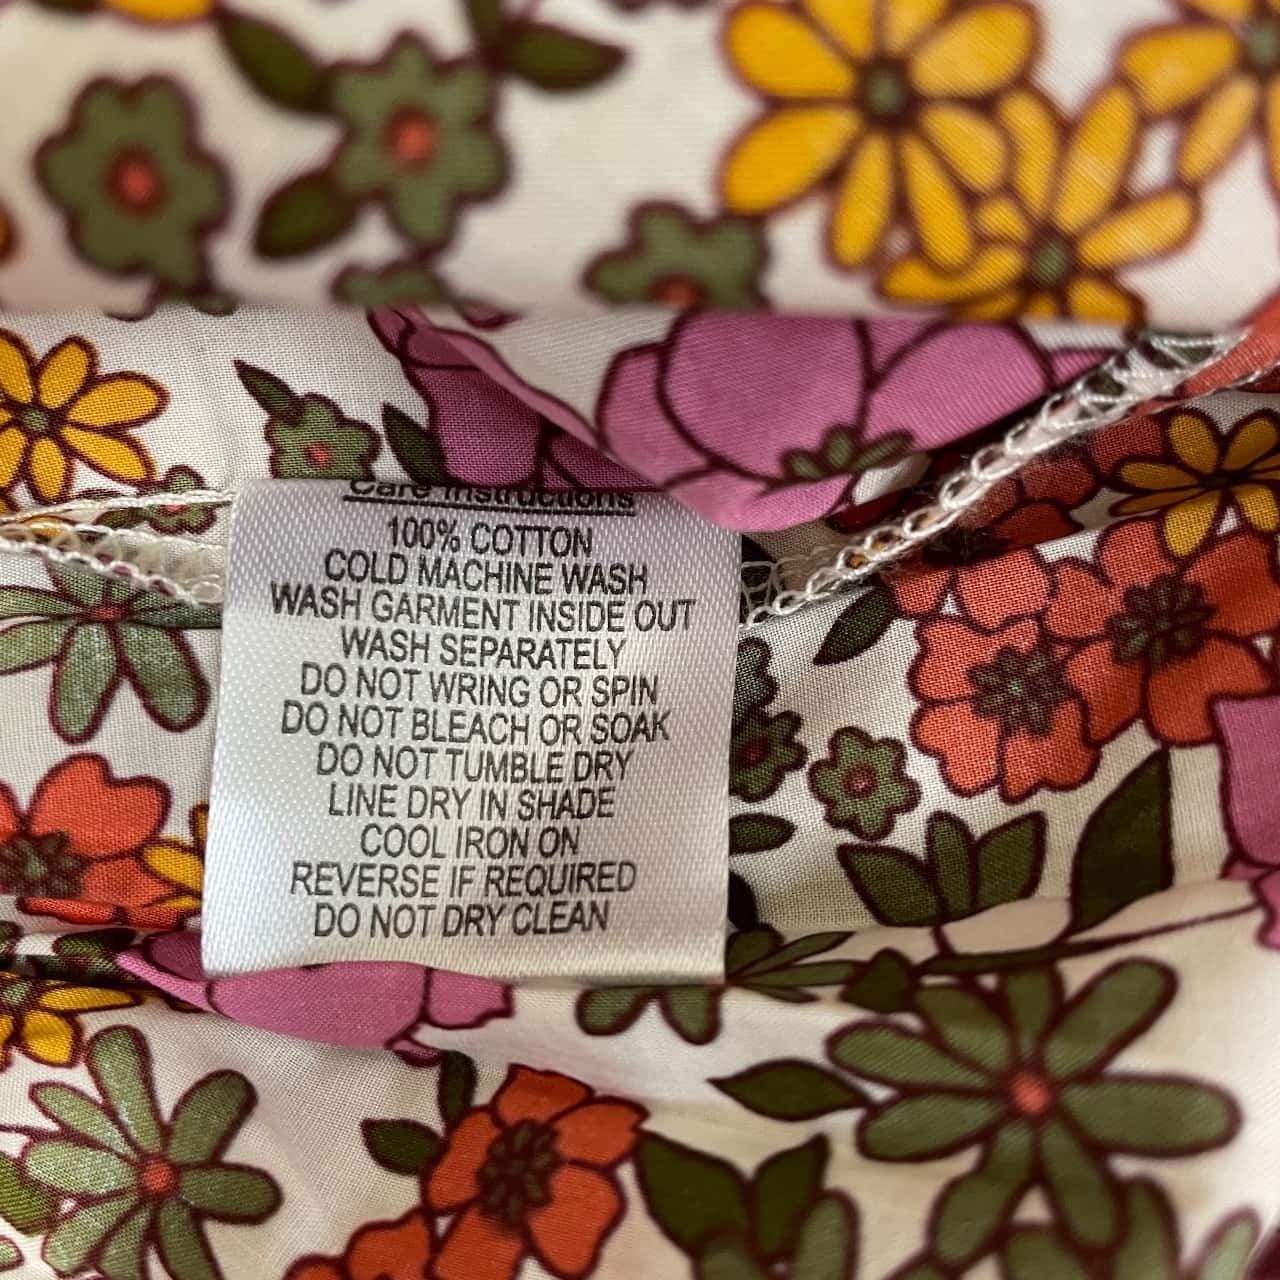 Care Instructions
100% COTTON
COLD MACHINE WASH
WASH GARMENT INSIDE OUT
WASH SEPARATELY
DO NOT WRING OR SPIN
DO NOT BLEACH OR SOAK
DO NOT TUMBLE DRY
LINE DRY IN SHADE
COOL IRON ON
REVERSE IF REQUIRED
DO NOT DRY CLEAN